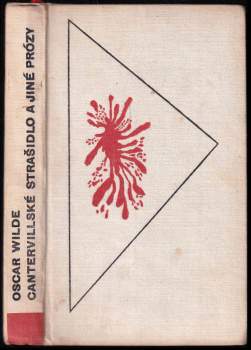 OSCAR WILDE
CANTERVILLSKÉ STRAŠIDLO A JINÉ PRÓZY